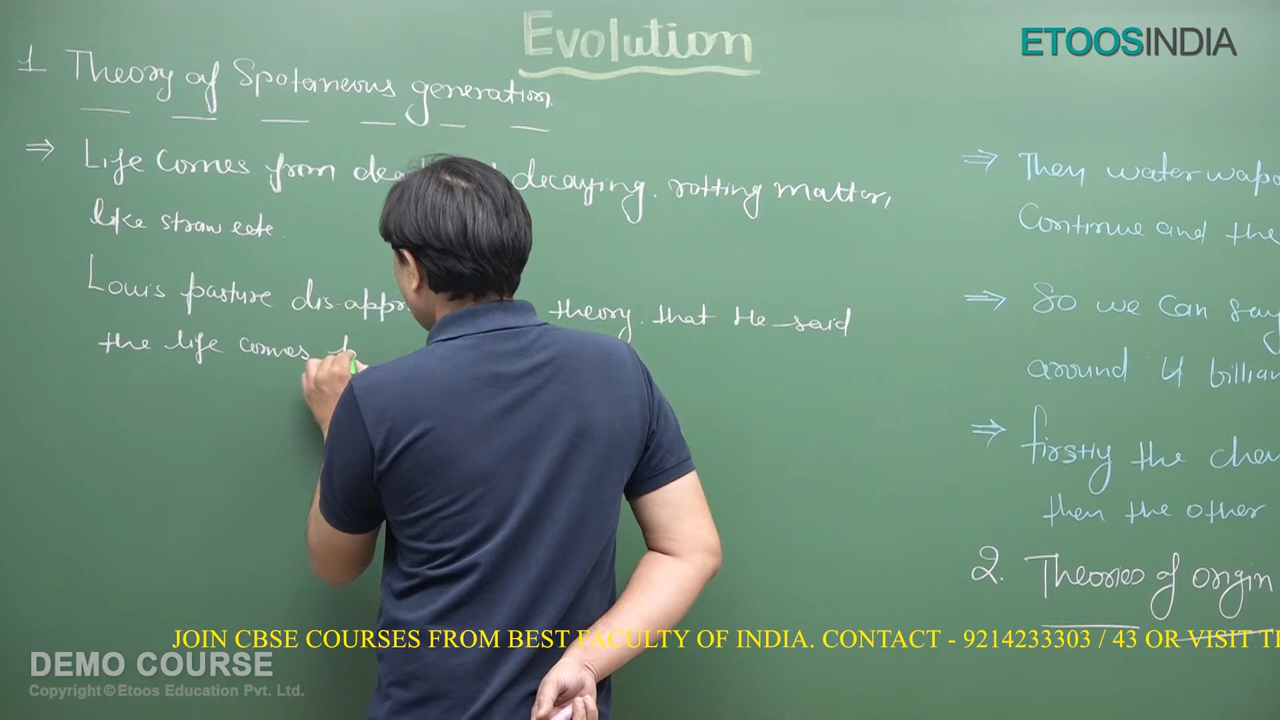 Evolution
ETOOSINDIA
1 Theory of Spotaneous generation.
⇒ Life Comes from decaying. rotting matter,
like straw ecte.
Louis pasture dis-appro theory. that He said
the life comes
⇒ They water wapo
Continue and the
⇒ So we can say
around 4 billian
⇒ firstly the che
then the other
2. Theories of origin
JOIN CBSE COURSES FROM BEST FACULTY OF INDIA. CONTACT - 9214233303 / 43 OR VISIT
DEMO COURSE
Copyright © Etoos Education Pvt. Ltd.